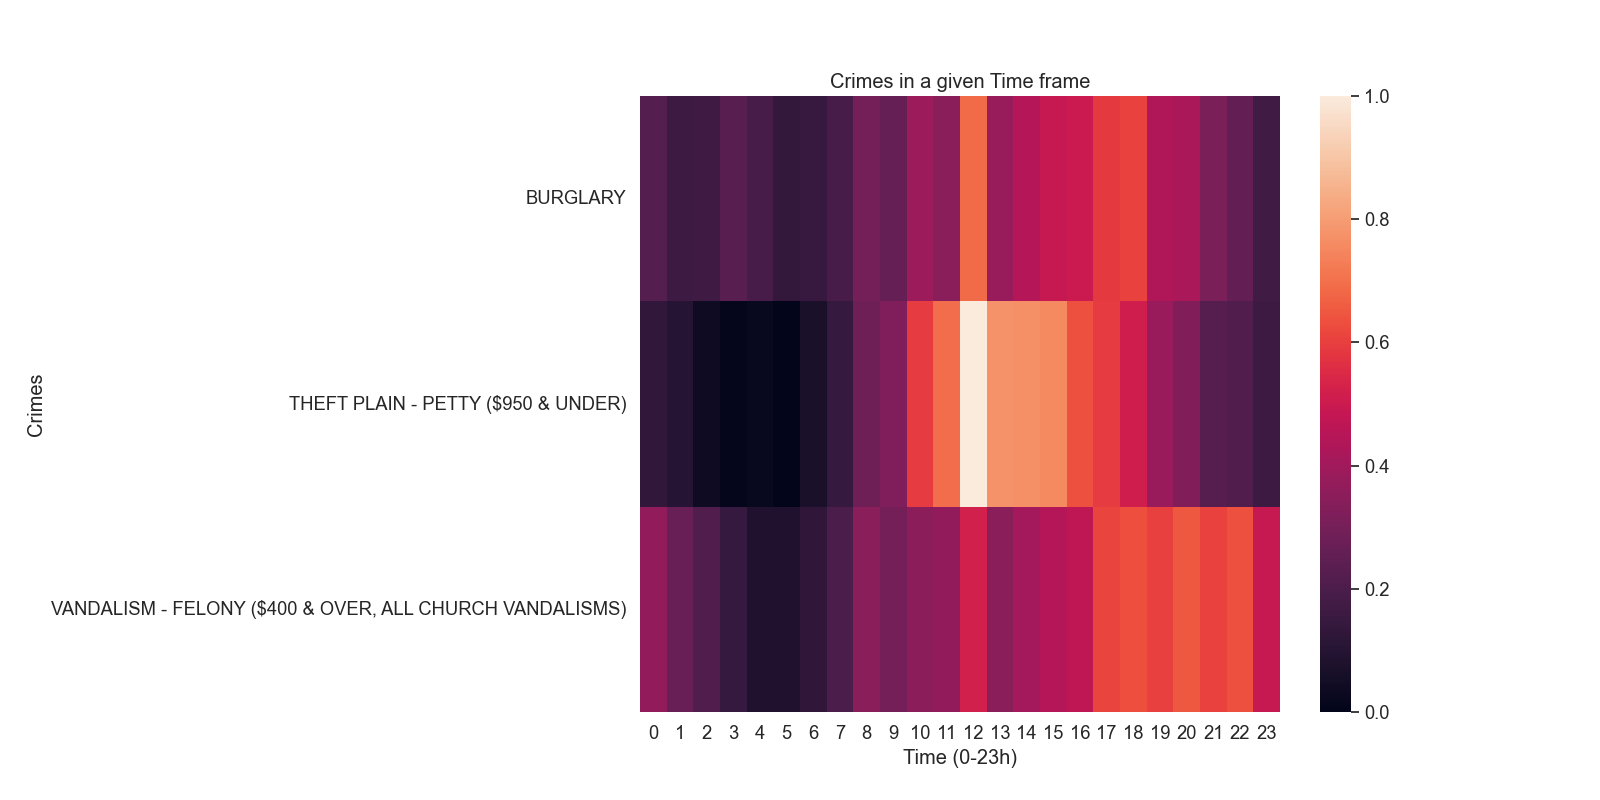 Crimes in a given Time frame
Crimes
BURGLARY
THEFT PLAIN - PETTY ($950 & UNDER)
VANDALISM - FELONY ($400 & OVER, ALL CHURCH VANDALISMS)
0 1 2 3 4 5 6 7 8 9 10 11 12 13 14 15 16 17 18 19 20 21 22 23
Time (0-23h)
1.0
0.8
0.6
0.4
0.2
0.0